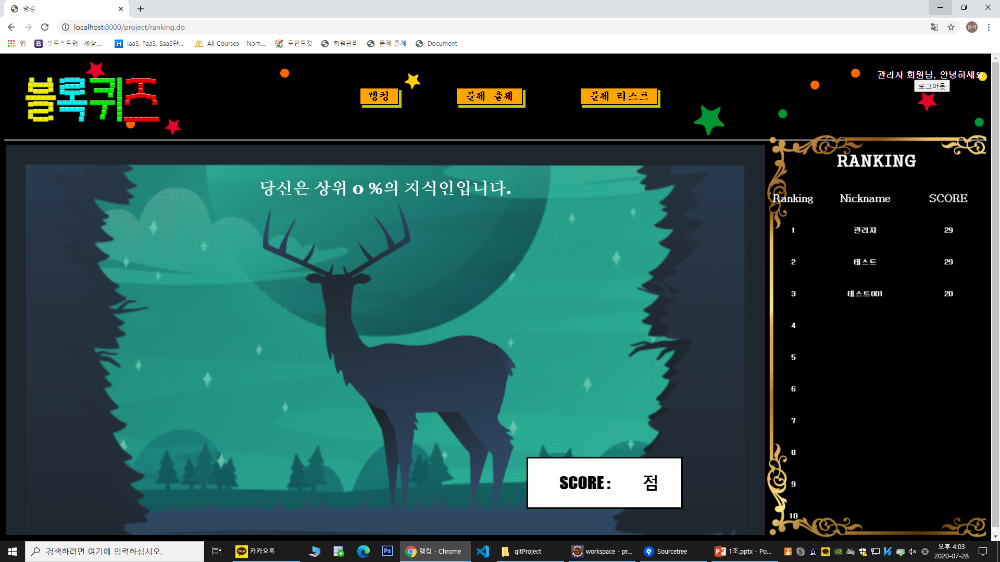 랭킹
localhost:8000/project/ranking.do
은석
앱
부트스트랩 · 세상...
IaaS, PaaS, SaaS란...
All Courses – Nom...
포인트컷
회원관리
문제 출제
Document
블록퀴즈
랭킹
문제 출제
문제 리스트
관리자 회원님, 안녕하세요.
로그아웃
당신은 상위 0 %의 지식인입니다.
SCORE : 점
RANKING
Ranking Nickname SCORE
1 관리자 29
2 테스트 29
3 테스트001 20
4
5
6
7
8
9
10
검색하려면 여기에 입력하십시오.
TALK
카카오톡
Ps
랭킹 - Chrome
gitProject
workspace - pr...
Sourcetree
1조.pptx - Po...
오후 4:03
2020-07-28